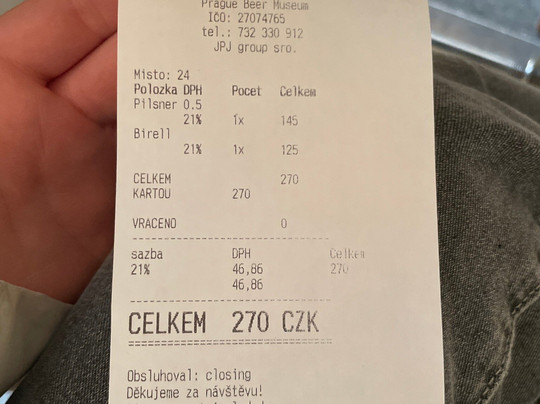 Prague Beer Museum
IČO: 27074765
tel.: 732 330 912
JPJ group sro.
Misto: 24
Polozka DPH Pocet Celkem
Pilsner 0.5
21% 1x 145
Birell
21% 1x 125
CELKEM 270
KARTOU 270
VRACENO 0
sazba DPH Celkem
21% 46,86 270
46,86
CELKEM 270 CZK
Obsluhoval: closing
Děkujeme za návštěvu!